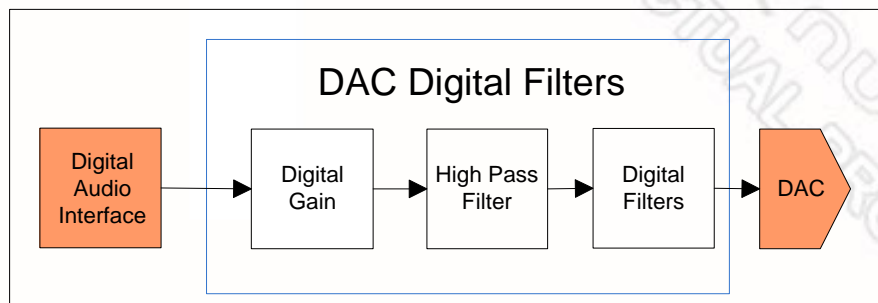 DAC Digital Filters
Digital
Audio
Interface
Digital
Gain
High Pass
Filter
Digital
Filters
DAC